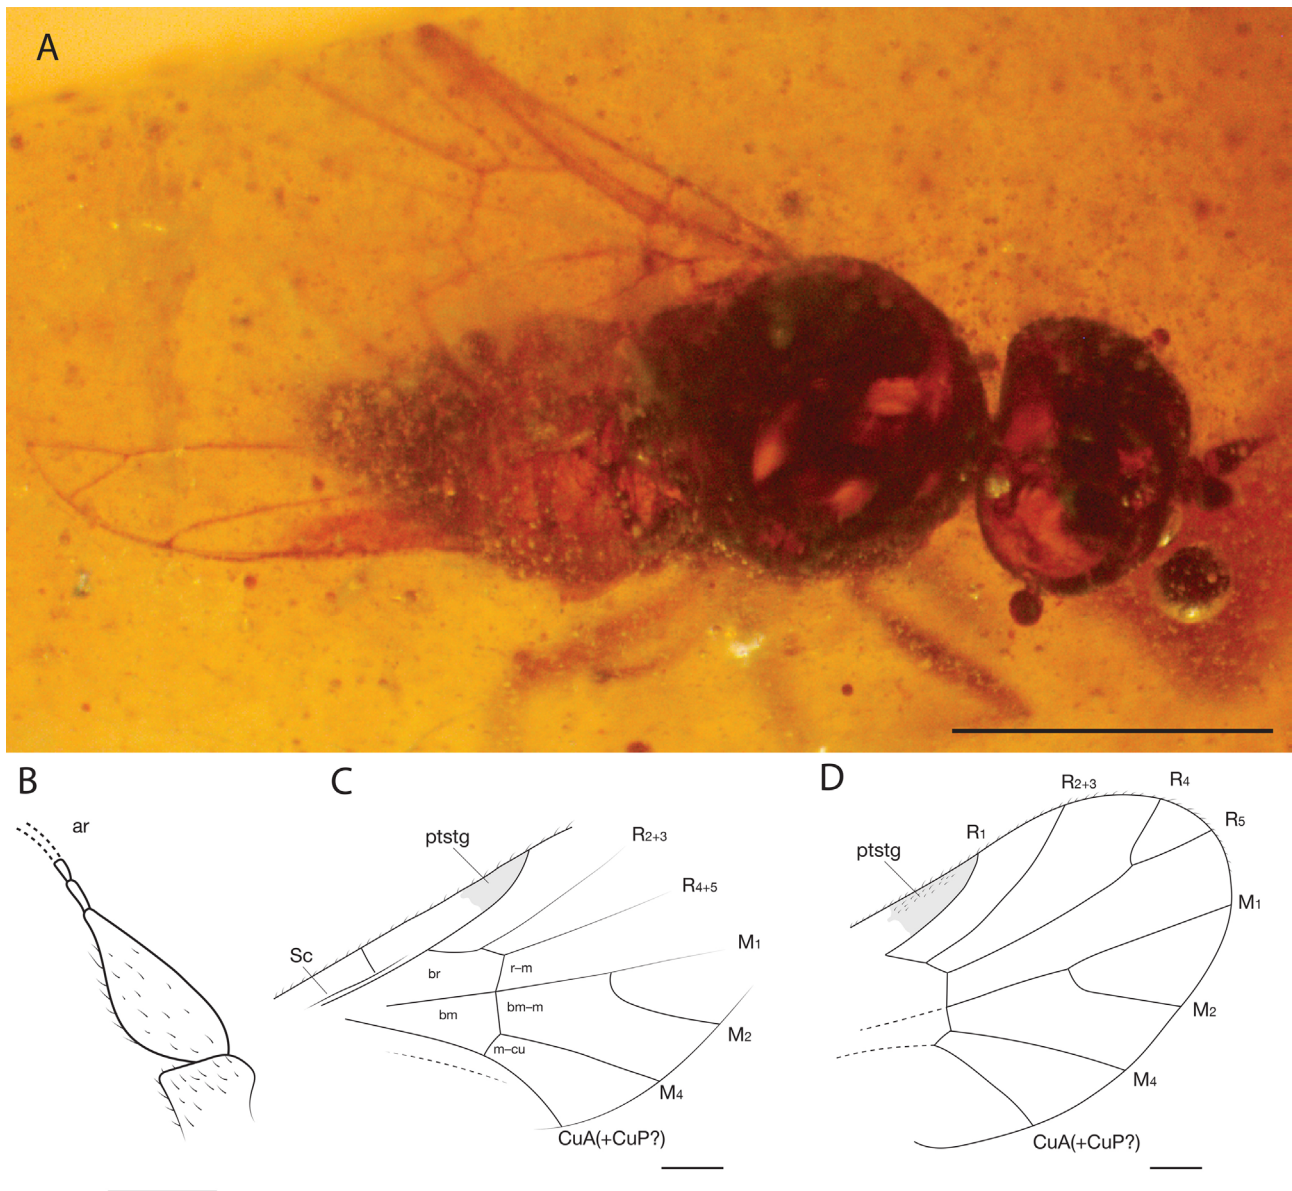 A
B
ar
C
ptstg
R2+3
R4+5
Sc
M1
br
r–m
bm
bm–m
m–cu
M2
M4
CuA(+CuP?)
D
R2+3
R4
R1
R5
ptstg
M1
M2
M4
CuA(+CuP?)